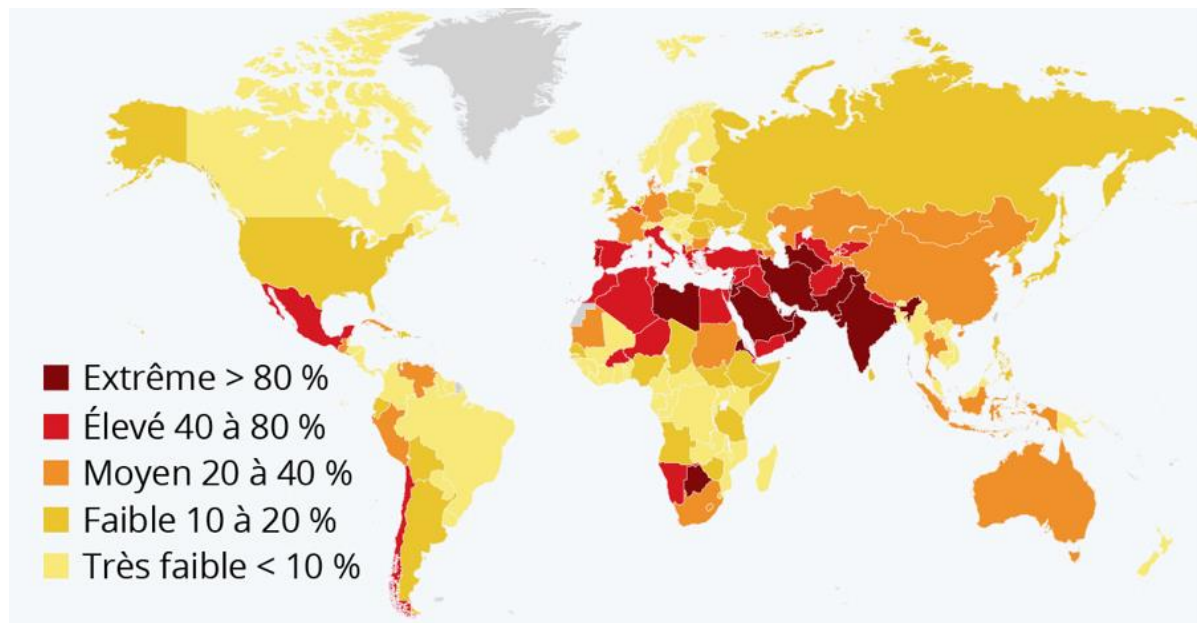 Extrême > 80 %
Élevé 40 à 80 %
Moyen 20 à 40 %
Faible 10 à 20 %
Très faible < 10 %